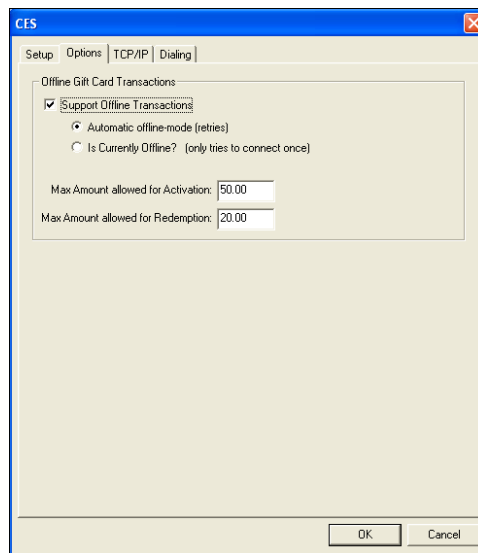 CES
Setup Options TCP/IP Dialing
Offline Gift Card Transactions
Support Offline Transactions
Automatic offline-mode (retries)
Is Currently Offline? (only tries to connect once)
Max Amount allowed for Activation: 50.00
Max Amount allowed for Redemption: 20.00
OK Cancel